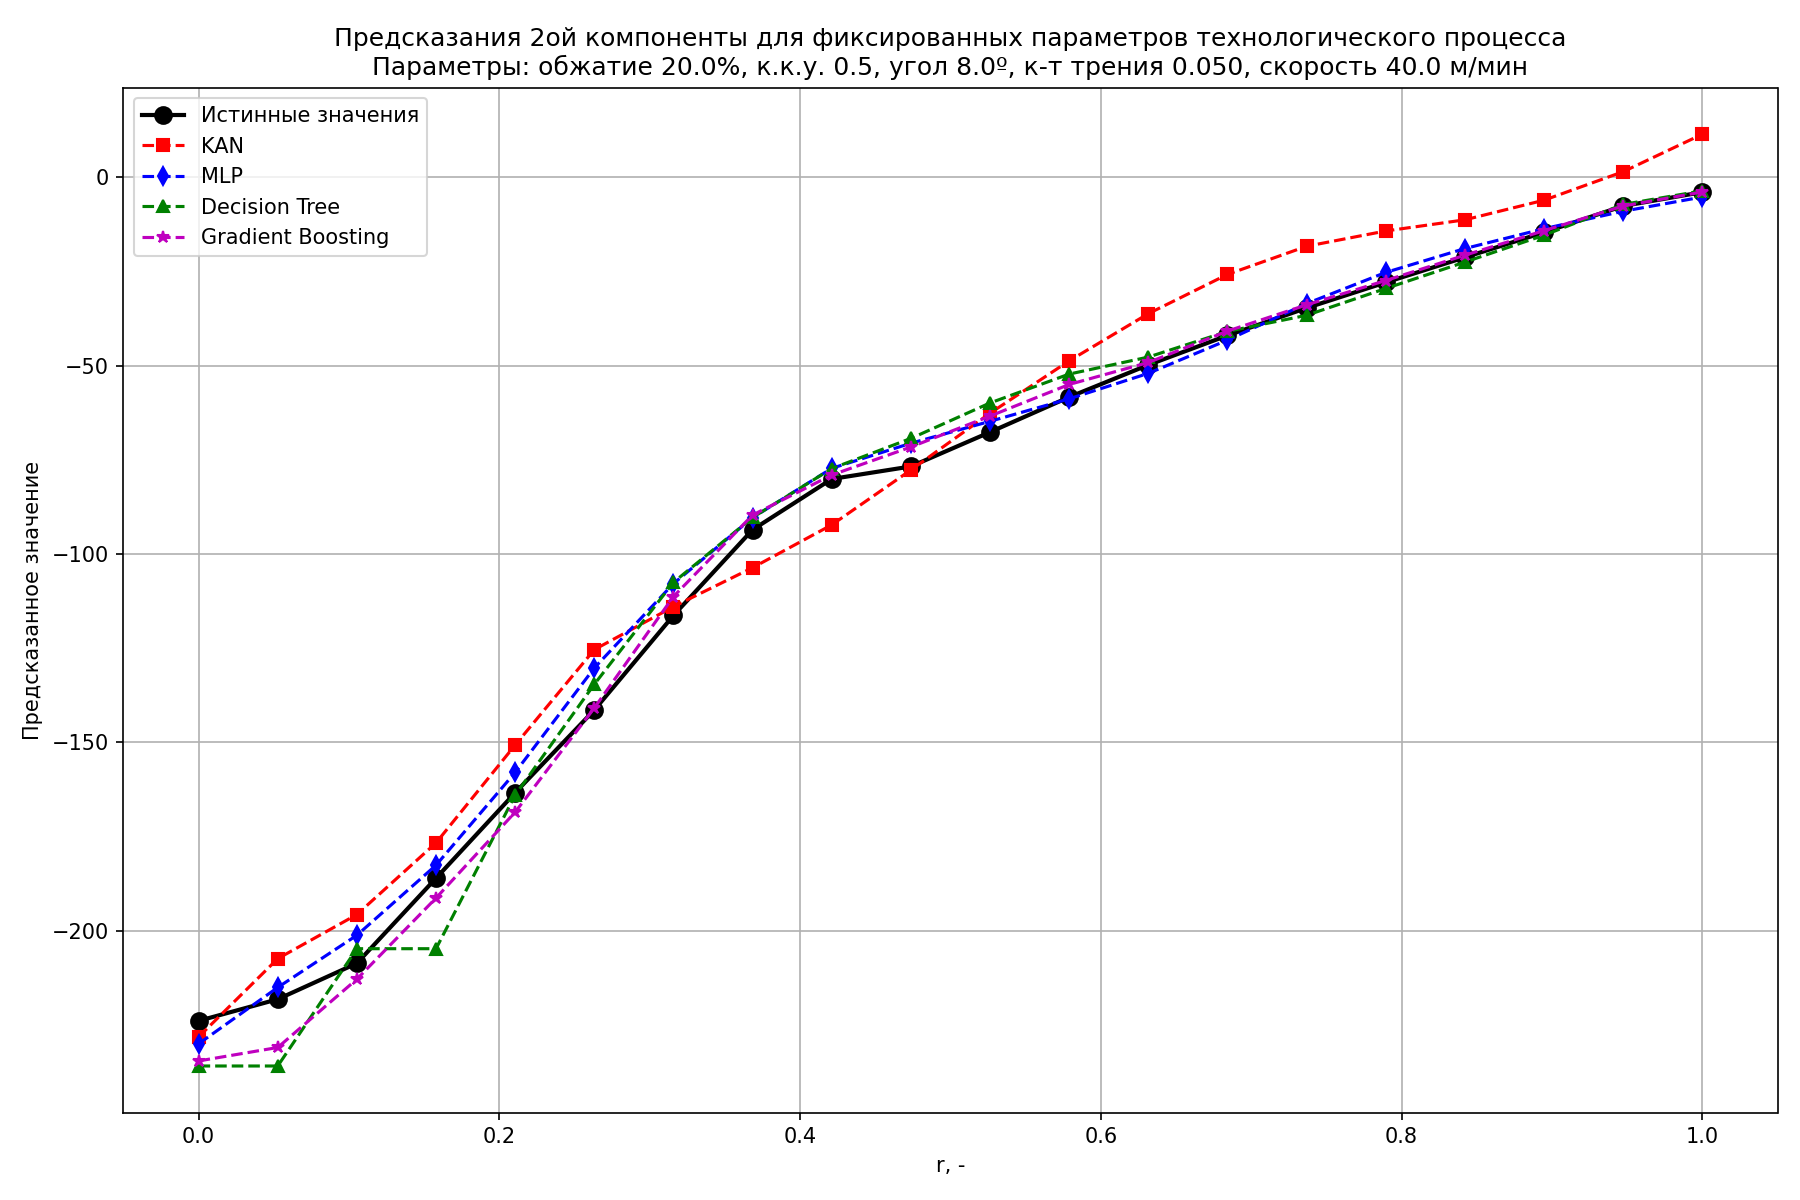 Предсказания 2ой компоненты для фиксированных параметров технологического процесса
Параметры: обжатие 20.0%, к.к.у. 0.5, угол 8.0º, к-т трения 0.050, скорость 40.0 м/мин
Истинные значения
KAN
MLP
Decision Tree
Gradient Boosting
Предсказанное значение
0
−50
−100
−150
−200
0.0
0.2
0.4
0.6
0.8
1.0
r, -